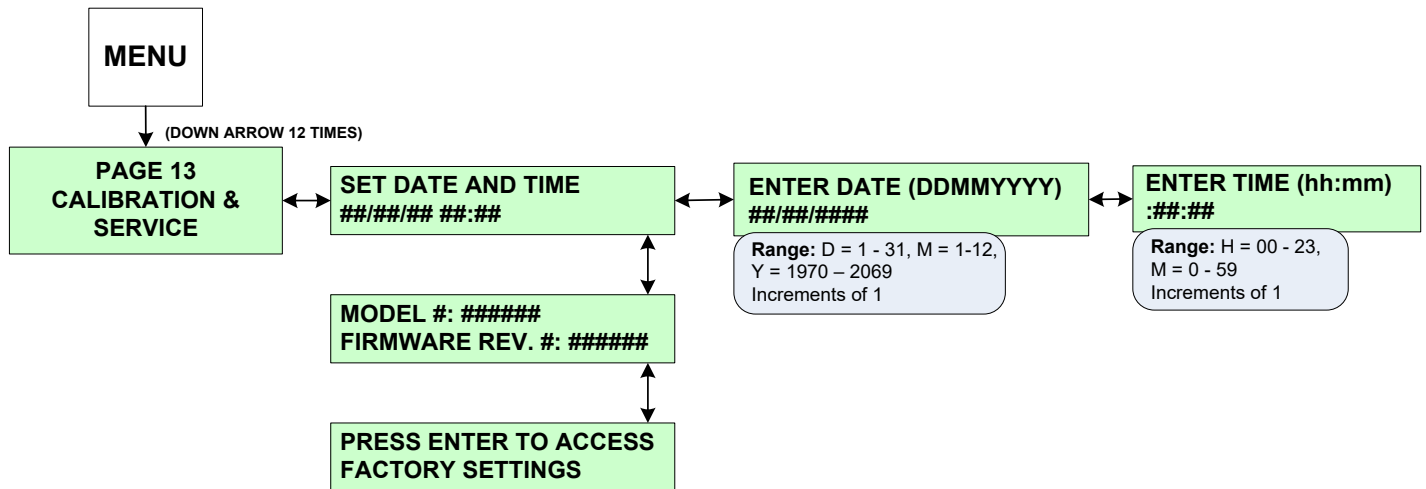 MENU
(DOWN ARROW 12 TIMES)
PAGE 13
CALIBRATION &
SERVICE
SET DATE AND TIME
##/##/## ##:##
ENTER DATE (DDMMYYYY)
##/##/####
Range: D = 1 - 31, M = 1-12,
Y = 1970 – 2069
Increments of 1
ENTER TIME (hh:mm)
:##:##
Range: H = 00 - 23,
M = 0 - 59
Increments of 1
MODEL #: ######
FIRMWARE REV. #: ######
PRESS ENTER TO ACCESS
FACTORY SETTINGS